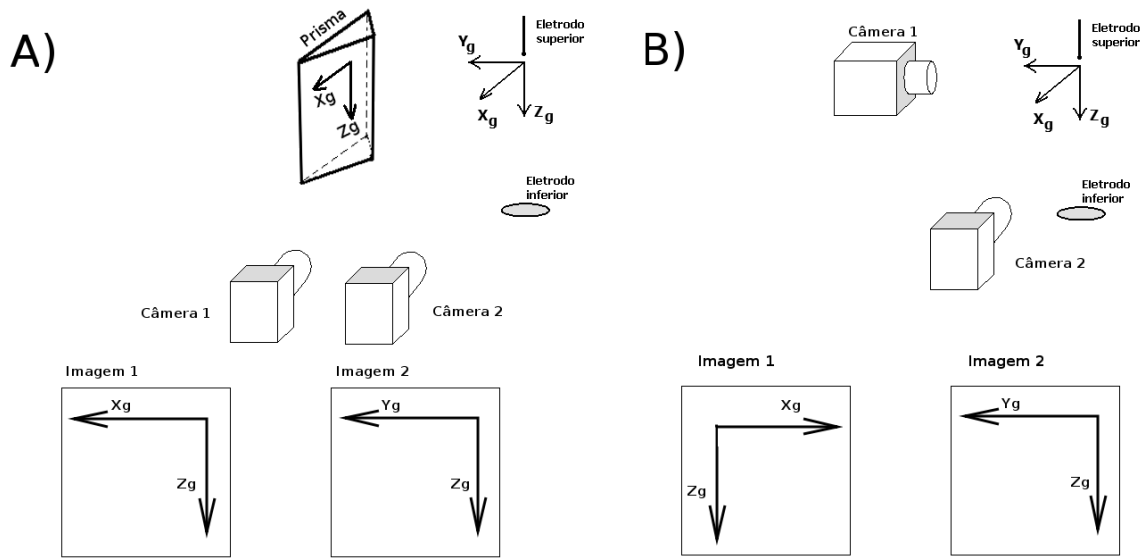 A)
Prisma
Xg
Zg
Eletrodo
superior
Yg
Xg
Zg
Eletrodo
inferior
Câmera 1
Câmera 2
Imagem 1
Xg
Zg
Imagem 2
Yg
Zg
B)
Câmera 1
Eletrodo
superior
Yg
Xg
Zg
Eletrodo
inferior
Câmera 2
Imagem 1
Xg
Zg
Imagem 2
Yg
Zg